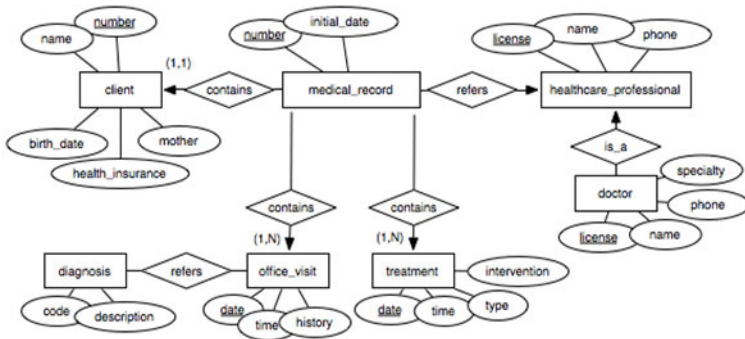 number
name
(1,1)
client
contains
birth_date
mother
health_insurance
initial_date
number
medical_record
refers
license
name
phone
healthcare_professional
is_a
doctor
specialty
phone
license
name
contains
(1,N)
contains
(1,N)
diagnosis
refers
office_visit
code
description
date
time
history
treatment
intervention
date
time
type